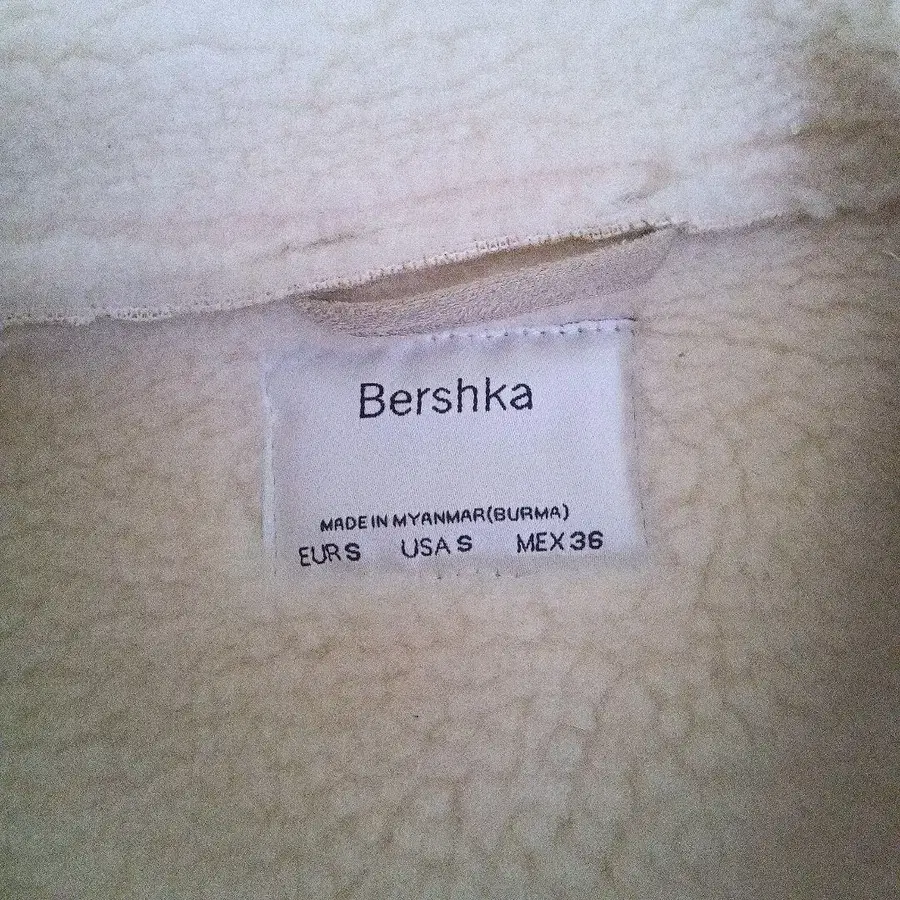 Bershka
MADE IN MYANMAR(BURMA)
EUR S USA S MEX 36